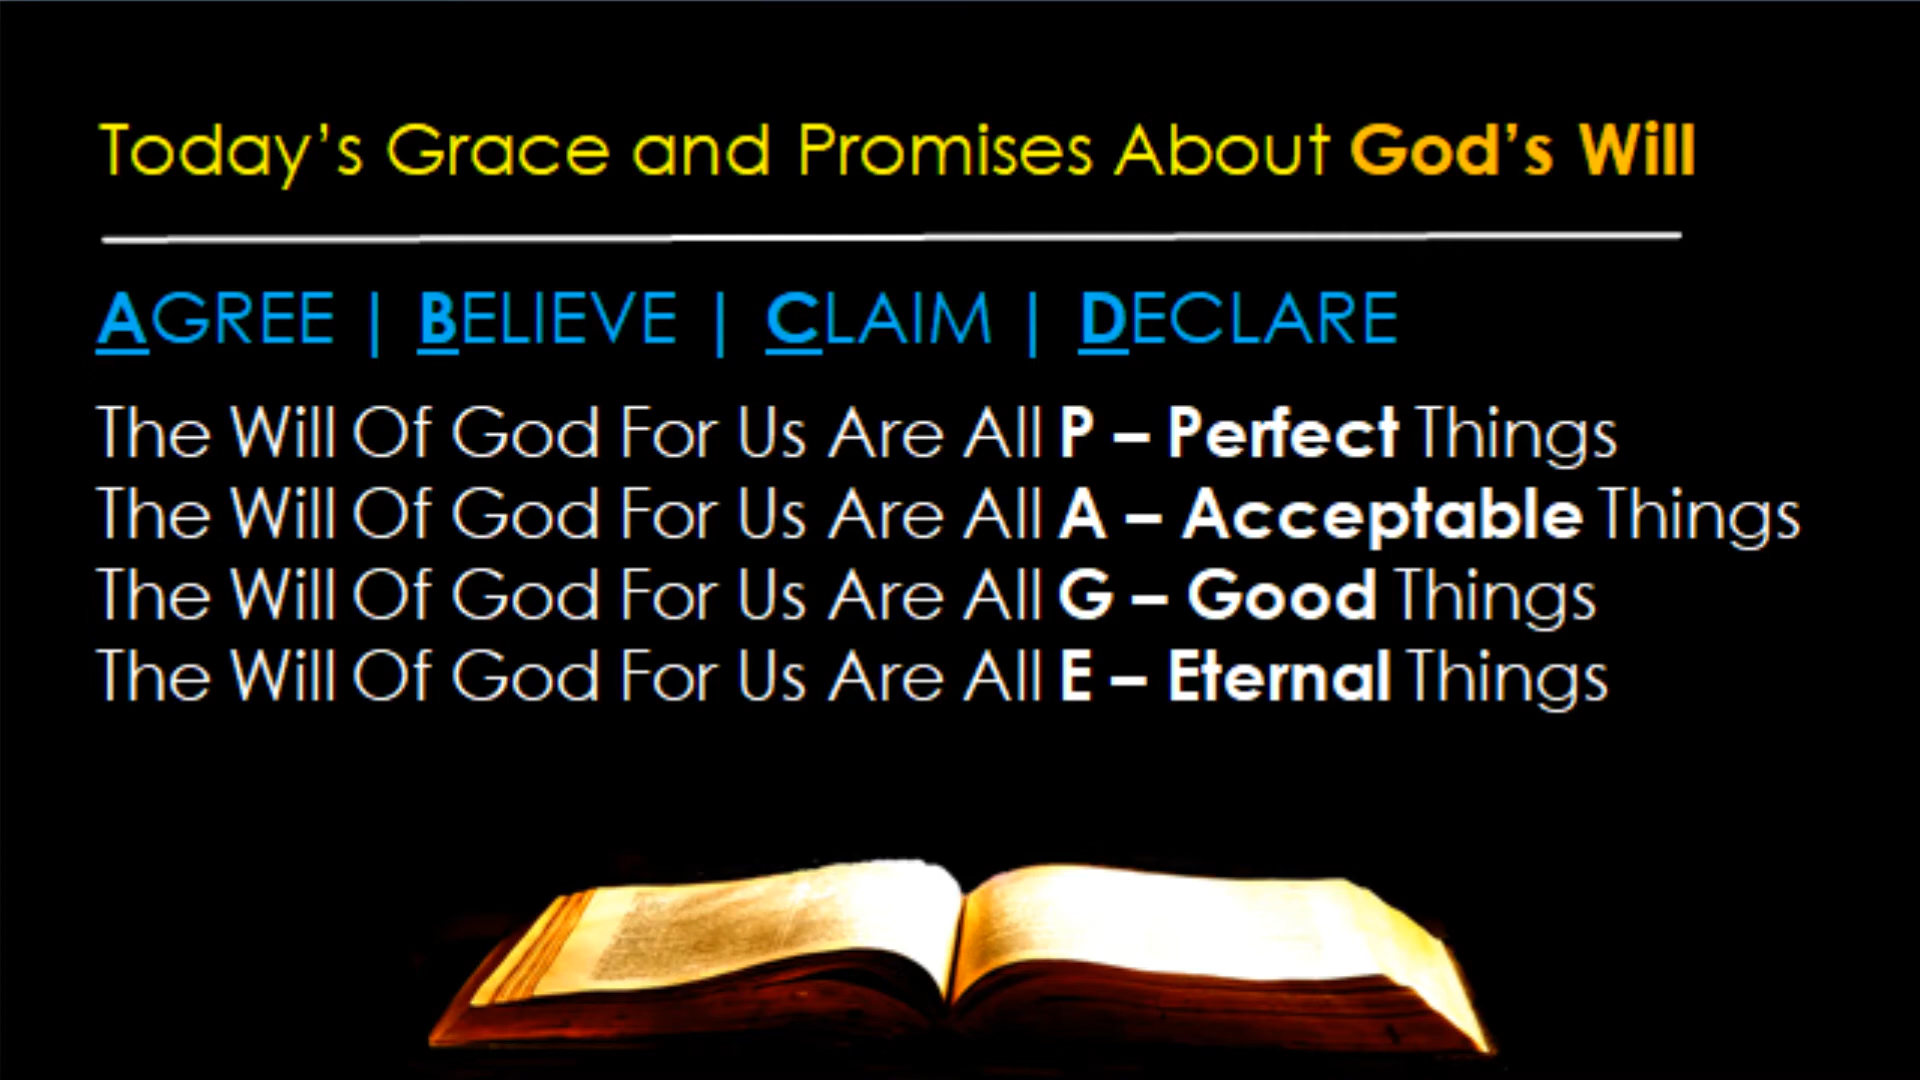 Today’s Grace and Promises About God’s Will
AGREE | BELIEVE | CLAIM | DECLARE
The Will Of God For Us Are All P – Perfect Things
The Will Of God For Us Are All A – Acceptable Things
The Will Of God For Us Are All G – Good Things
The Will Of God For Us Are All E – Eternal Things